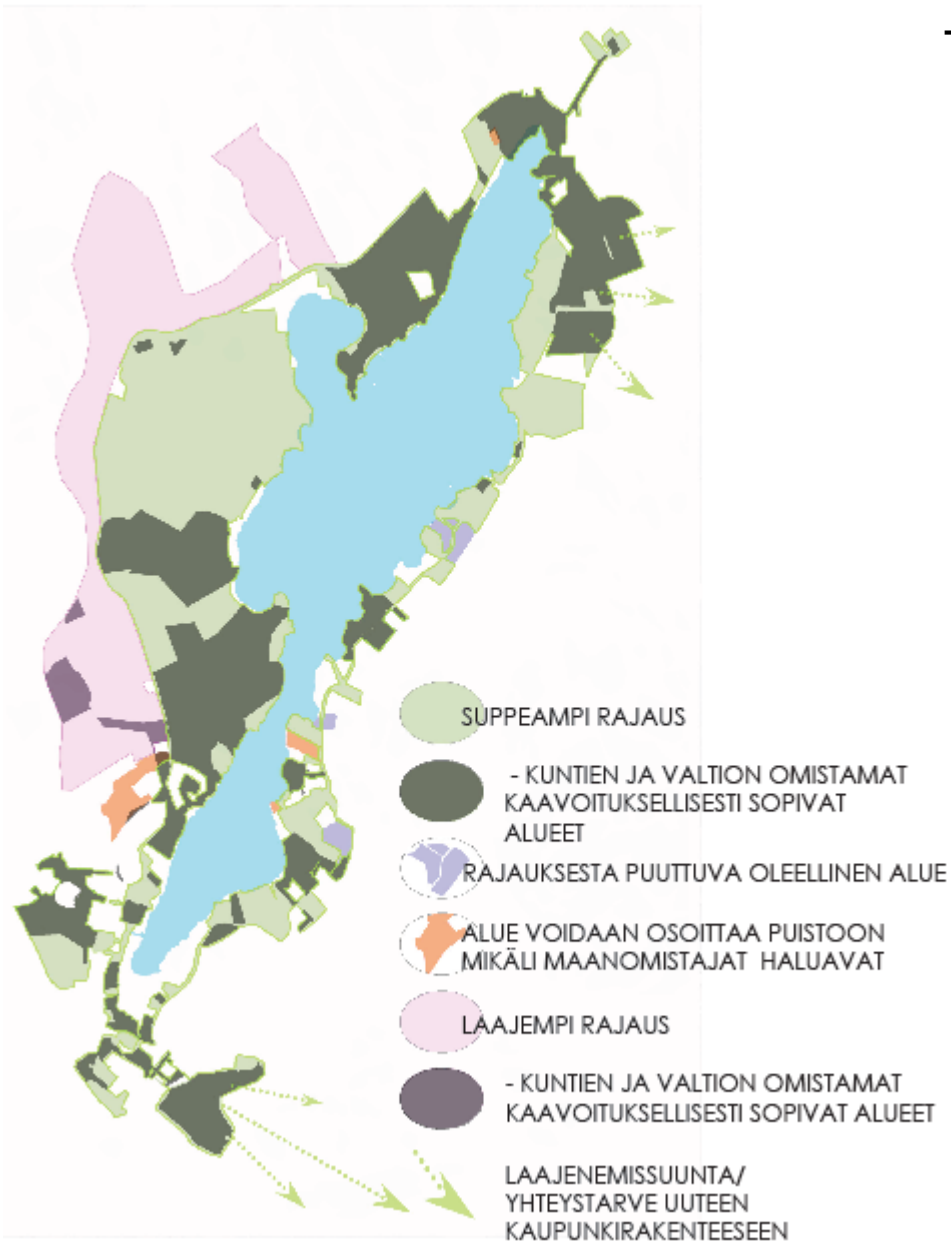 SUPPEAMPI RAJAUS
- KUNTIEN JA VALTION OMISTAMAT
KAAVOITUKSELLISESTI SOPIVAT
ALUEET
RAJAUKSESTA PUUTTUVA OLEELLINEN ALUE
ALUE VOIDAAN OSOITTAA PUISTOON
MIKÄLI MAANOMISTAJAT HALUAVAT
LAAJEMPI RAJAUS
- KUNTIEN JA VALTION OMISTAMAT
KAAVOITUKSELLISESTI SOPIVAT ALUEET
LAAJENEMISSUUNTA/
YHTEYSTARVE UUTEEN
KAUPUNKIRAKENTEESEEN